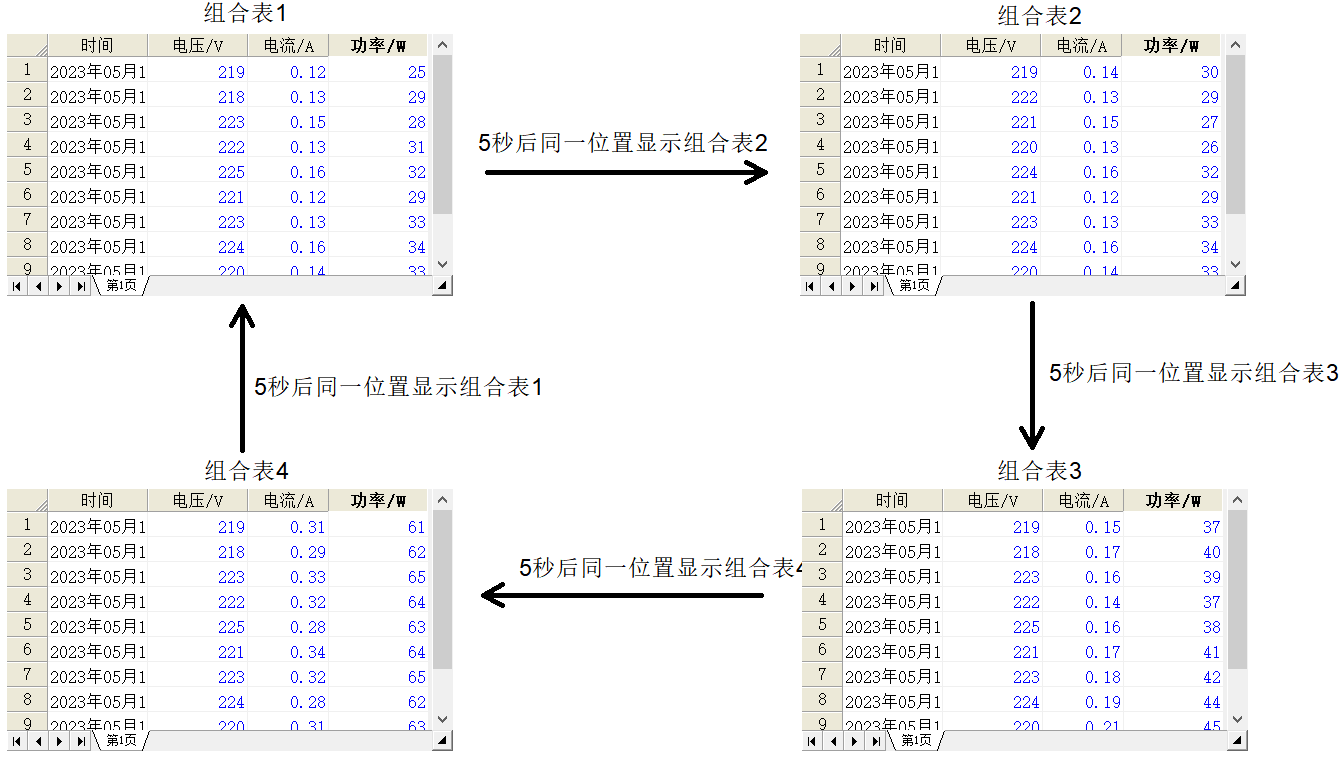 组合表1
时间 电压/V 电流/A 功率/W
1 2023年05月1 219 0.12 25
2 2023年05月1 218 0.13 29
3 2023年05月1 223 0.15 28
4 2023年05月1 222 0.13 31
5 2023年05月1 225 0.16 32
6 2023年05月1 221 0.12 29
7 2023年05月1 223 0.13 33
8 2023年05月1 224 0.16 34
9 2023年05月1 220 0.14 33
第1页
5秒后同一位置显示组合表2
组合表2
时间 电压/V 电流/A 功率/W
1 2023年05月1 219 0.14 30
2 2023年05月1 222 0.13 29
3 2023年05月1 221 0.15 27
4 2023年05月1 220 0.13 26
5 2023年05月1 224 0.16 32
6 2023年05月1 221 0.12 29
7 2023年05月1 223 0.13 33
8 2023年05月1 224 0.16 34
9 2023年05月1 220 0.14 33
第1页
5秒后同一位置显示组合表3
组合表3
时间 电压/V 电流/A 功率/W
1 2023年05月1 219 0.15 37
2 2023年05月1 218 0.17 40
3 2023年05月1 223 0.16 39
4 2023年05月1 222 0.14 37
5 2023年05月1 225 0.16 38
6 2023年05月1 221 0.17 41
7 2023年05月1 223 0.18 42
8 2023年05月1 224 0.19 44
9 2023年05月1 220 0.21 45
第1页
5秒后同一位置显示组合表4
组合表4
时间 电压/V 电流/A 功率/W
1 2023年05月1 219 0.31 61
2 2023年05月1 218 0.29 62
3 2023年05月1 223 0.33 65
4 2023年05月1 222 0.32 64
5 2023年05月1 225 0.28 63
6 2023年05月1 221 0.34 64
7 2023年05月1 223 0.32 65
8 2023年05月1 224 0.28 62
9 2023年05月1 220 0.31 63
第1页
5秒后同一位置显示组合表1